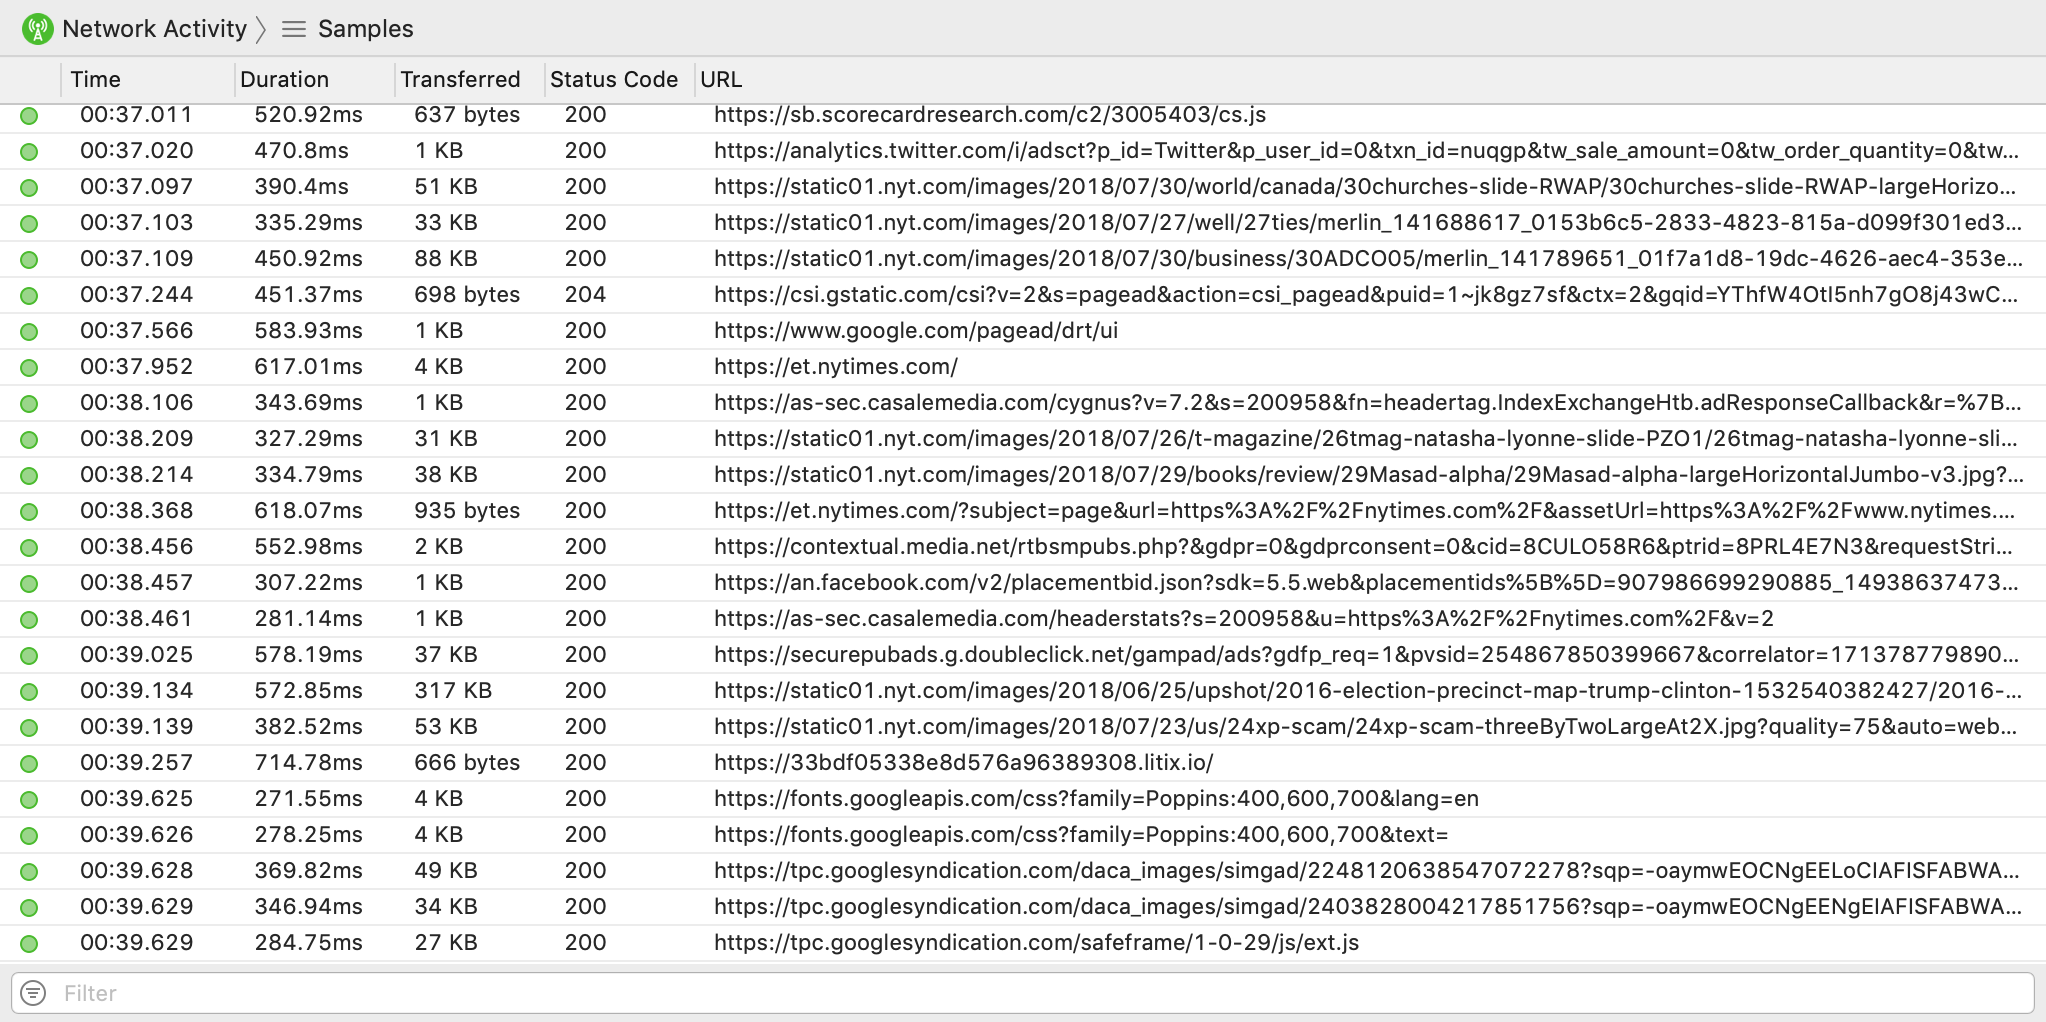 Network Activity Samples
Time Duration Transferred Status Code URL
00:37.011 520.92ms 637 bytes 200 https://sb.scorecardresearch.com/c2/3005403/cs.js
00:37.020 470.8ms 1 KB 200 https://analytics.twitter.com/i/adsct?p_id=Twitter&p_user_id=0&txn_id=nuqgp&tw_sale_amount=0&tw_order_quantity=0&tw...
00:37.097 390.4ms 51 KB 200 https://static01.nyt.com/images/2018/07/30/world/canada/30churches-slide-RWAP/30churches-slide-RWAP-largeHorizo...
00:37.103 335.29ms 33 KB 200 https://static01.nyt.com/images/2018/07/27/well/27ties/merlin_141688617_0153b6c5-2833-4823-815a-d099f301ed3...
00:37.109 450.92ms 88 KB 200 https://static01.nyt.com/images/2018/07/30/business/30ADCO05/merlin_141789651_01f7a1d8-19dc-4626-aec4-353e...
00:37.244 451.37ms 698 bytes 204 https://csi.gstatic.com/csi?v=2&s=pagead&action=csi_pagead&puid=1~jk8gz7sf&ctx=2&gqid=YThfW4OtI5nh7gO8j43wC...
00:37.566 583.93ms 1 KB 200 https://www.google.com/pagead/drt/ui
00:37.952 617.01ms 4 KB 200 https://et.nytimes.com/
00:38.106 343.69ms 1 KB 200 https://as-sec.casalemedia.com/cygnus?v=7.2&s=200958&fn=headertag.IndexExchangeHtb.adResponseCallback&r=%7B...
00:38.209 327.29ms 31 KB 200 https://static01.nyt.com/images/2018/07/26/t-magazine/26tmag-natasha-lyonne-slide-PZO1/26tmag-natasha-lyonne-sli...
00:38.214 334.79ms 38 KB 200 https://static01.nyt.com/images/2018/07/29/books/review/29Masad-alpha/29Masad-alpha-largeHorizontalJumbo-v3.jpg?...
00:38.368 618.07ms 935 bytes 200 https://et.nytimes.com/?subject=page&url=https%3A%2F%2Fnytimes.com%2F&assetUrl=https%3A%2F%2Fwww.nytimes....
00:38.456 552.98ms 2 KB 200 https://contextual.media.net/rtbsmpubs.php?&gdpr=0&gdprconsent=0&cid=8CULO58R6&ptrid=8PRL4E7N3&requestStri...
00:38.457 307.22ms 1 KB 200 https://an.facebook.com/v2/placementbid.json?sdk=5.5.web&placementids%5B%5D=907986699290885_14938637473...
00:38.461 281.14ms 1 KB 200 https://as-sec.casalemedia.com/headerstats?s=200958&u=https%3A%2F%2Fnytimes.com%2F&v=2
00:39.025 578.19ms 37 KB 200 https://securepubads.g.doubleclick.net/gampad/ads?gdfp_req=1&pvsid=254867850399667&correlator=171378779890...
00:39.134 572.85ms 317 KB 200 https://static01.nyt.com/images/2018/06/25/upshot/2016-election-precinct-map-trump-clinton-1532540382427/2016-...
00:39.139 382.52ms 53 KB 200 https://static01.nyt.com/images/2018/07/23/us/24xp-scam/24xp-scam-threeByTwoLargeAt2X.jpg?quality=75&auto=web...
00:39.257 714.78ms 666 bytes 200 https://33bdf05338e8d576a96389308.litix.io/
00:39.625 271.55ms 4 KB 200 https://fonts.googleapis.com/css?family=Poppins:400,600,700&lang=en
00:39.626 278.25ms 4 KB 200 https://fonts.googleapis.com/css?family=Poppins:400,600,700&text=
00:39.628 369.82ms 49 KB 200 https://tpc.googlesyndication.com/daca_images/simgad/2248120638547072278?sqp=-oaymwEOCNgEELoCIAFISFABWA...
00:39.629 346.94ms 34 KB 200 https://tpc.googlesyndication.com/daca_images/simgad/2403828004217851756?sqp=-oaymwEOCNgEENgEIAFISFABWA...
00:39.629 284.75ms 27 KB 200 https://tpc.googlesyndication.com/safeframe/1-0-29/js/ext.js
Filter